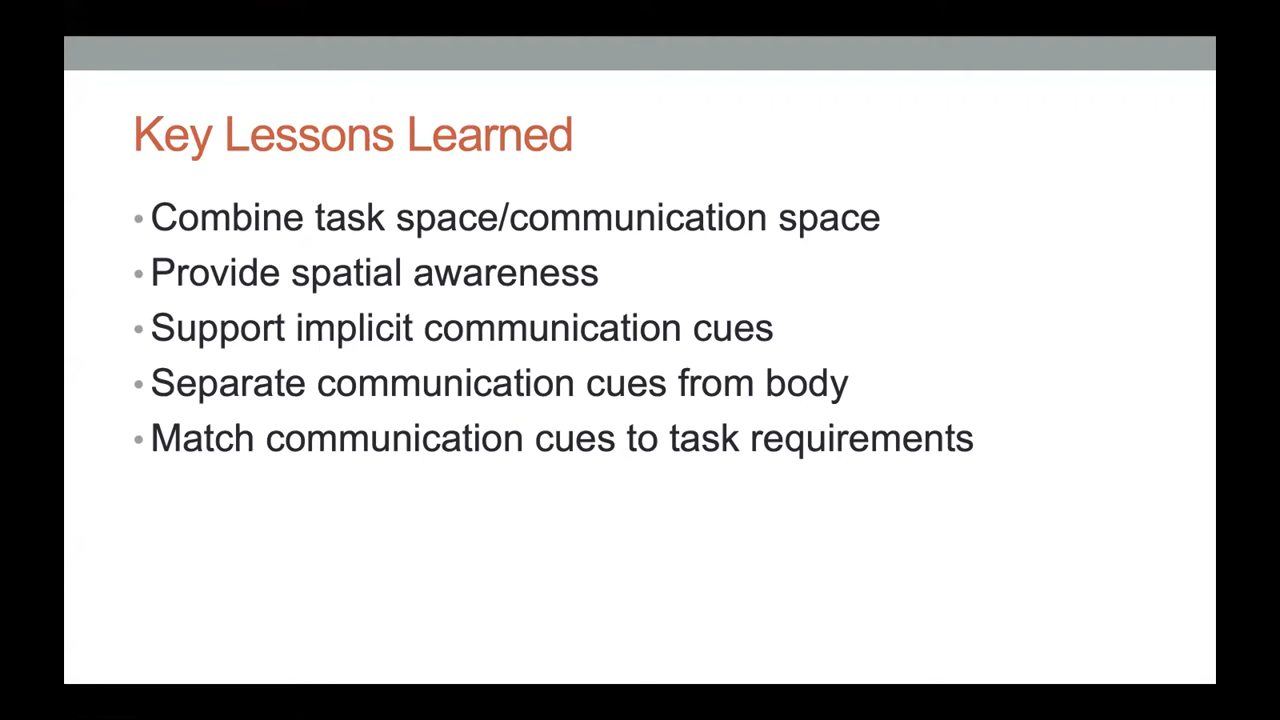 Key Lessons Learned
• Combine task space/communication space
• Provide spatial awareness
• Support implicit communication cues
• Separate communication cues from body
• Match communication cues to task requirements